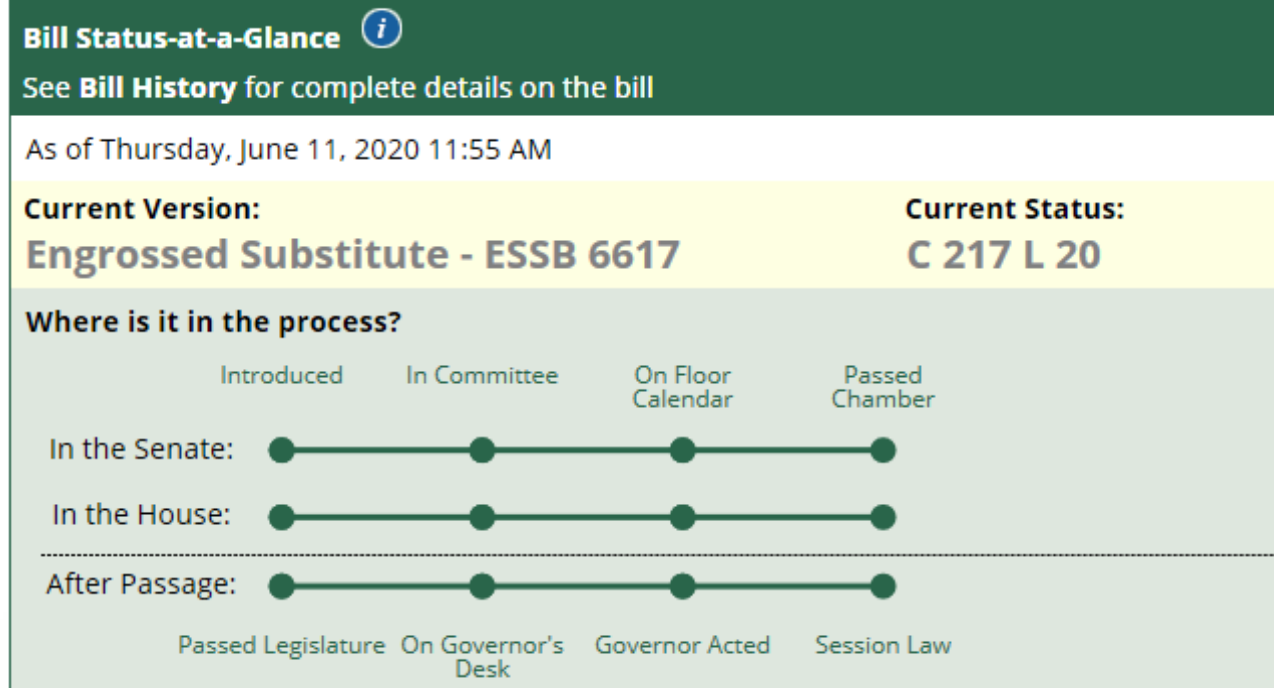 Bill Status-at-a-Glance i
See Bill History for complete details on the bill
As of Thursday, June 11, 2020 11:55 AM
Current Version: Current Status:
Engrossed Substitute - ESSB 6617 C 217 L 20
Where is it in the process?
Introduced In Committee On Floor Passed
Calendar Chamber
In the Senate:
In the House:
After Passage:
Passed Legislature On Governor's Governor Acted Session Law
Desk